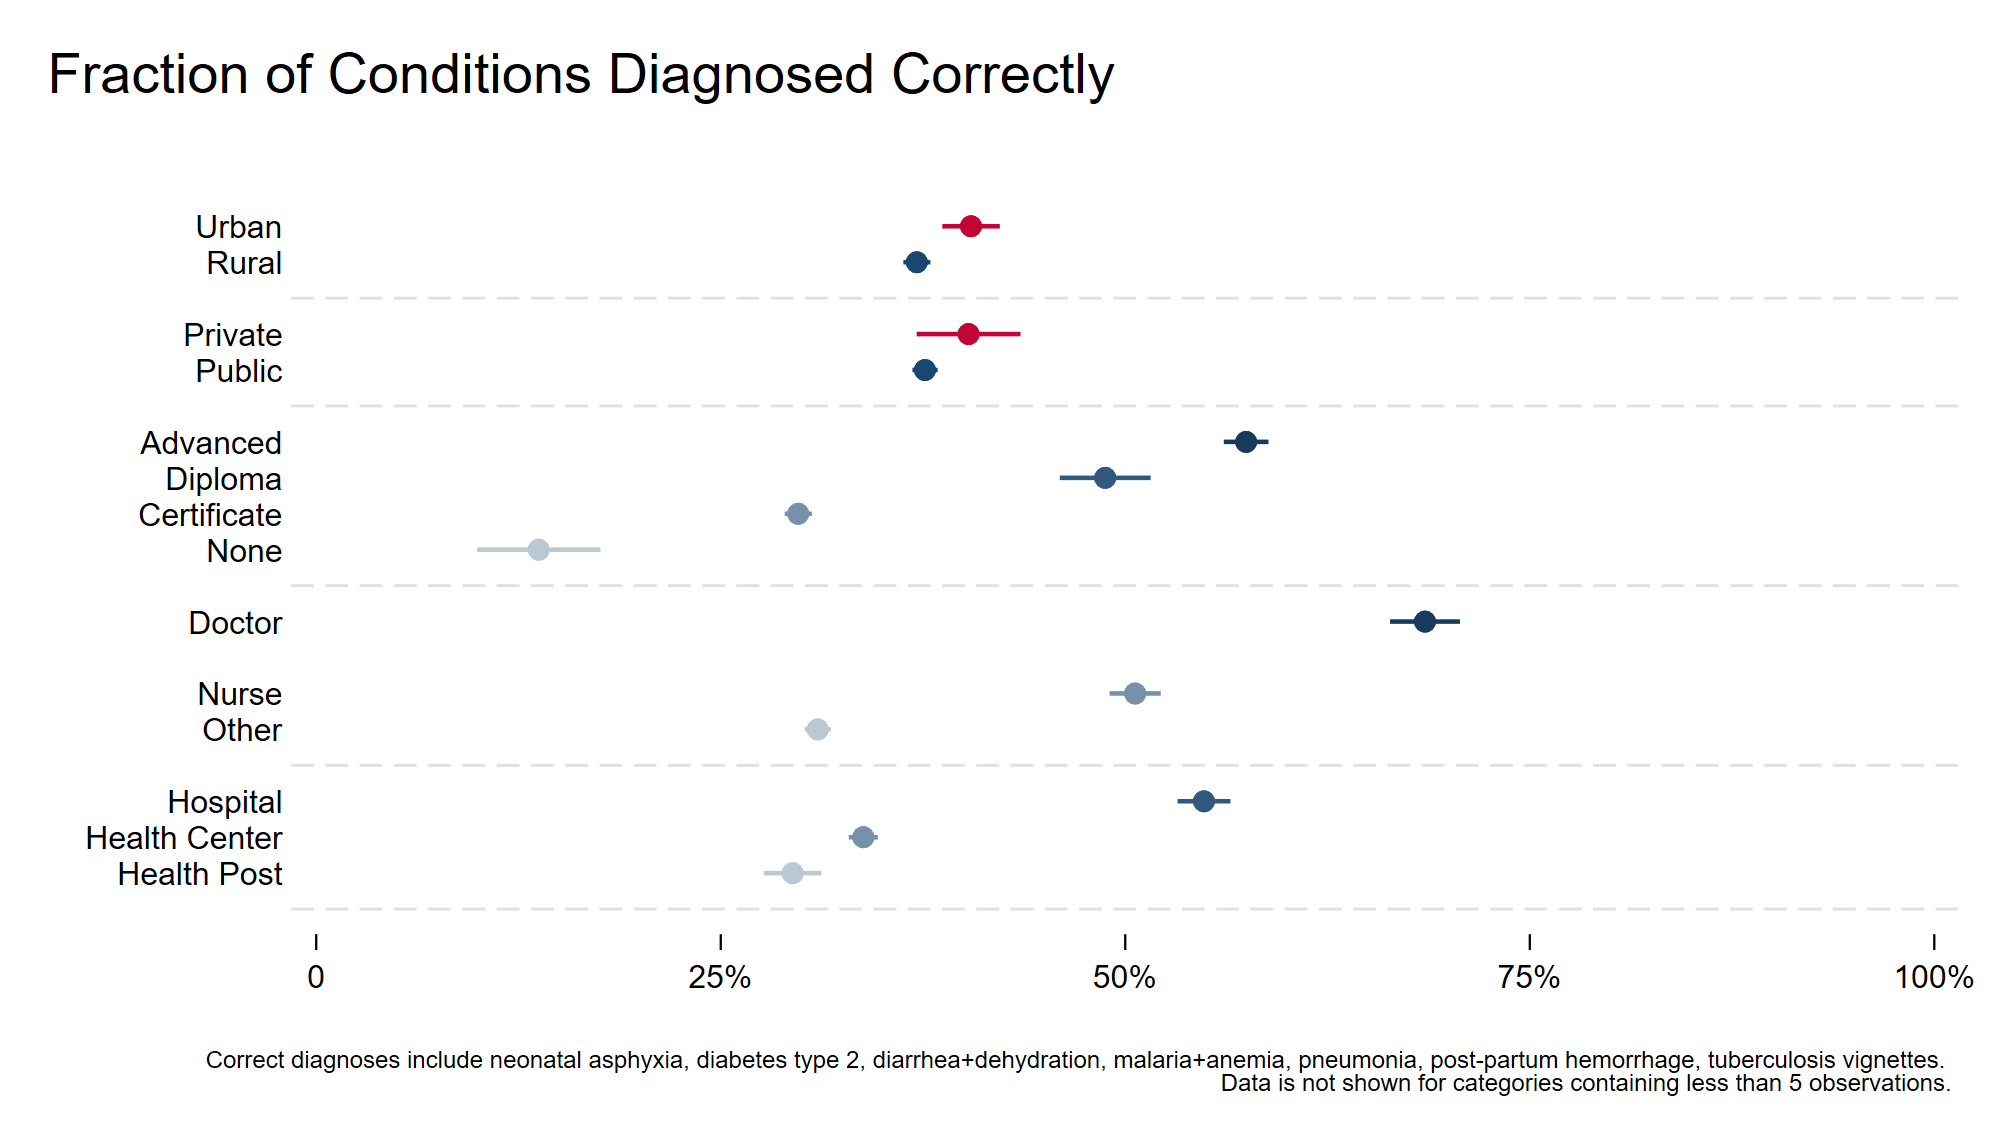 Fraction of Conditions Diagnosed Correctly
Urban
Rural
Private
Public
Advanced
Diploma
Certificate
None
Doctor
Nurse
Other
Hospital
Health Center
Health Post
0 25% 50% 75% 100%
Correct diagnoses include neonatal asphyxia, diabetes type 2, diarrhea+dehydration, malaria+anemia, pneumonia, post-partum hemorrhage, tuberculosis vignettes.
Data is not shown for categories containing less than 5 observations.